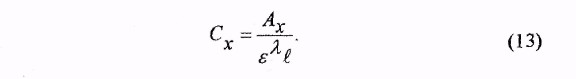 C_x = A_x / ε^λ_ℓ. (13)